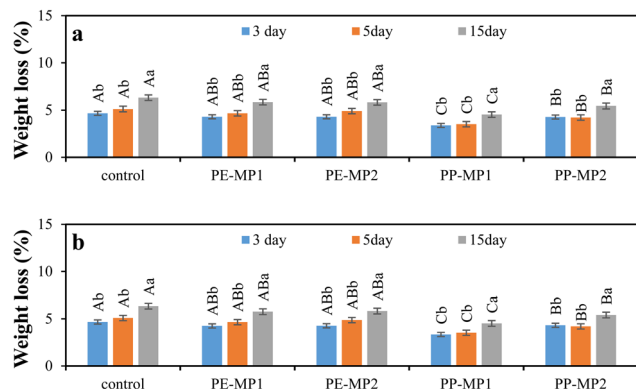 15
a
3 day
5day
15day
Weight loss (%)
10
5
0
Ab
Ab
Aa
ABb
ABb
ABa
ABb
ABb
ABa
Cb
Cb
Ca
Bb
Bb
Ba
control
PE-MP1
PE-MP2
PP-MP1
PP-MP2
15
b
3 day
5day
15day
Weight loss (%)
10
5
0
Ab
Ab
Aa
ABb
ABb
ABa
ABb
ABb
ABa
Cb
Cb
Ca
Bb
Bb
Ba
control
PE-MP1
PE-MP2
PP-MP1
PP-MP2